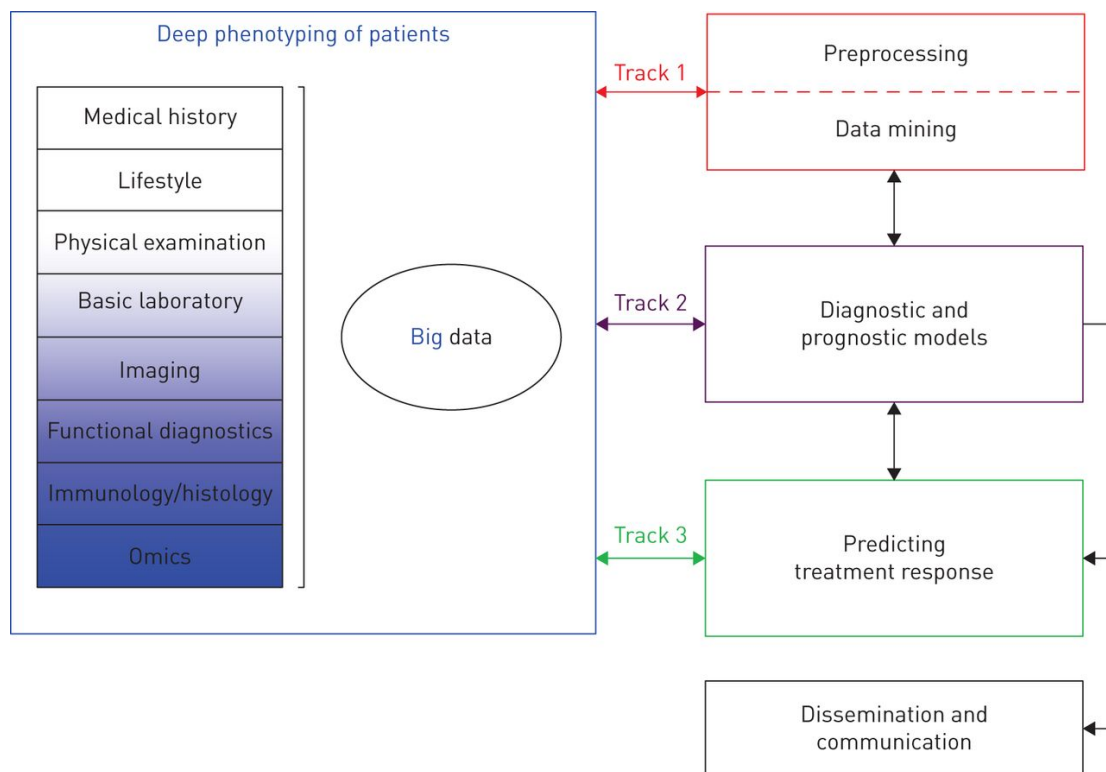 Deep phenotyping of patients
Medical history
Lifestyle
Physical examination
Basic laboratory
Imaging
Functional diagnostics
Immunology/histology
Omics
Big data
Track 1
Track 2
Track 3
Preprocessing
Data mining
Diagnostic and
prognostic models
Predicting
treatment response
Dissemination and
communication